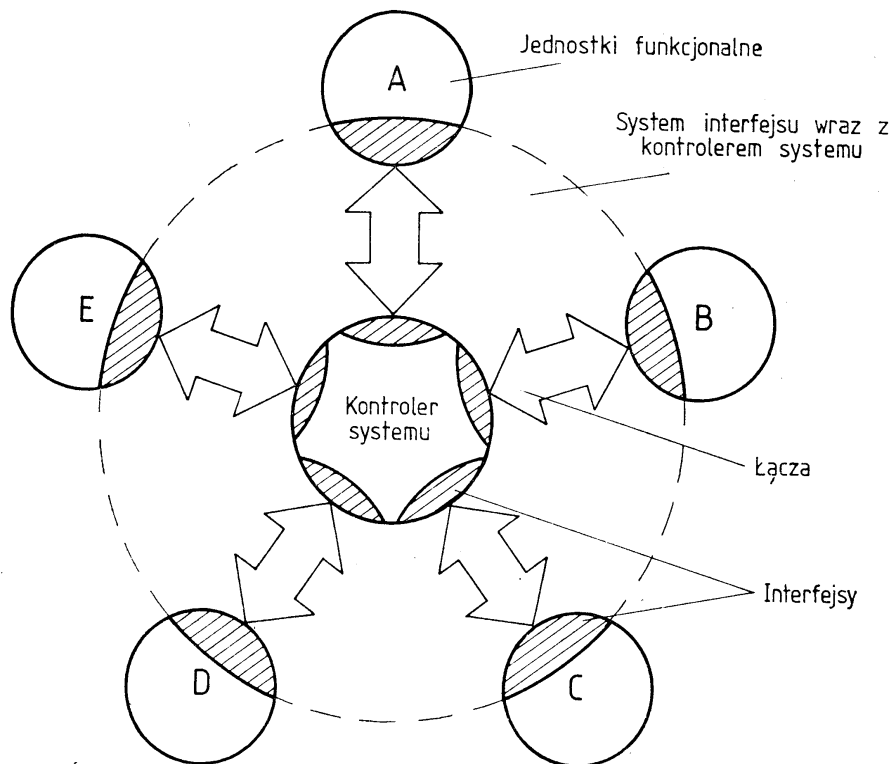 Jednostki funkcjonalne
A
System interfejsu wraz z
kontrolerem systemu
E
B
Kontroler
systemu
Łącza
Interfejsy
D
C